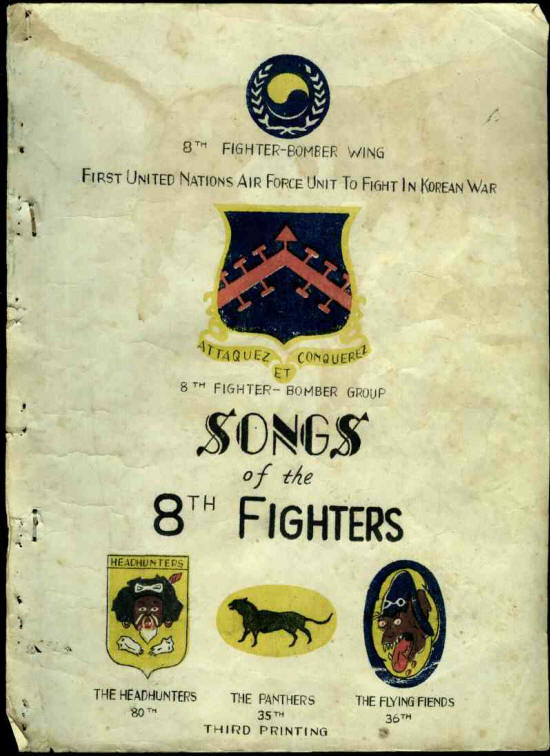 8TH FIGHTER-BOMBER WING
FIRST UNITED NATIONS AIR FORCE UNIT TO FIGHT IN KOREAN WAR
ATTAQUEZ ET CONQUEREZ
8TH FIGHTER-BOMBER GROUP
SONGS
of the
8TH FIGHTERS
HEADHUNTERS
THE HEADHUNTERS
80TH
THE PANTHERS
35TH
THE FLYING FIENDS
36TH
THIRD PRINTING